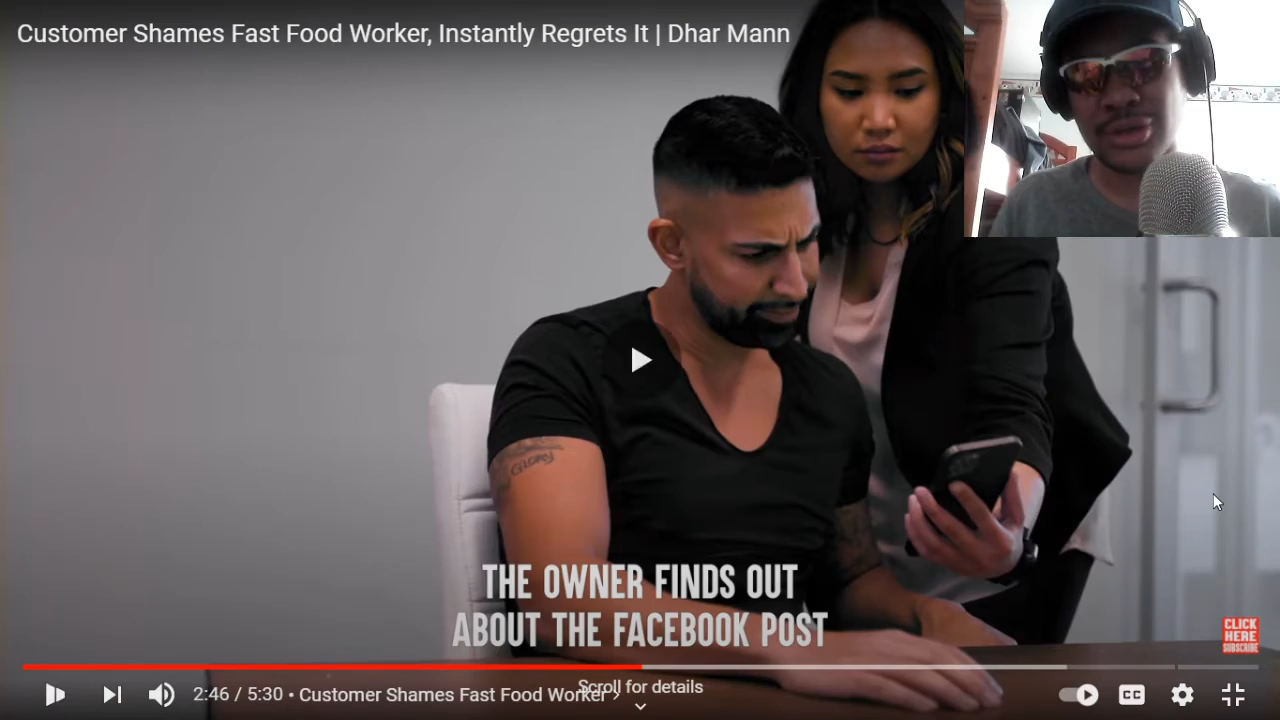 Customer Shames Fast Food Worker, Instantly Regrets It | Dhar Mann
THE OWNER FINDS OUT
ABOUT THE FACEBOOK POST
CLICK
HERE
SUBSCRIBE
2:46 / 5:30 • Customer Shames Fast Food Worker
Scroll for details
CC